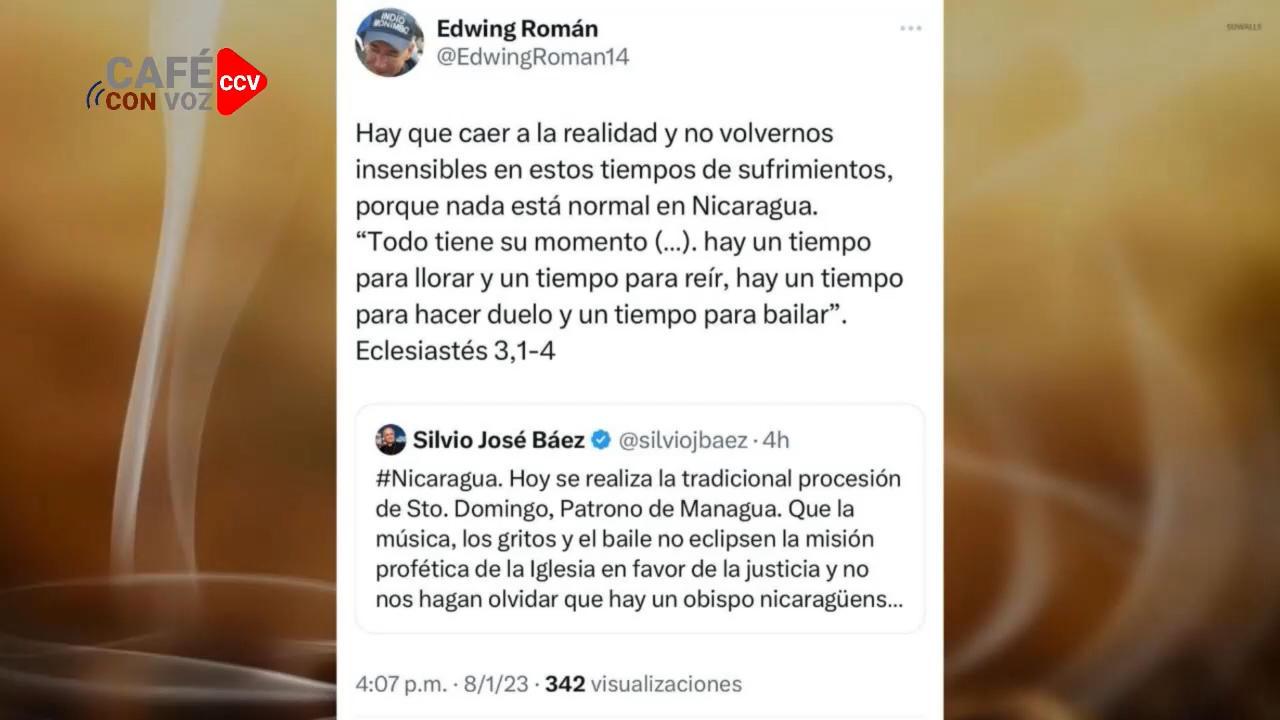 CAFÉ
CON VOZ
CCV
SUWALLS
INDIO
MONIMBO
Edwing Román
@EdwingRoman14
Hay que caer a la realidad y no volvernos
insensibles en estos tiempos de sufrimientos,
porque nada está normal en Nicaragua.
“Todo tiene su momento (...). hay un tiempo
para llorar y un tiempo para reír, hay un tiempo
para hacer duelo y un tiempo para bailar”.
Eclesiastés 3,1-4
Silvio José Báez @silviojbaez · 4h
#Nicaragua. Hoy se realiza la tradicional procesión
de Sto. Domingo, Patrono de Managua. Que la
música, los gritos y el baile no eclipsen la misión
profética de la Iglesia en favor de la justicia y no
nos hagan olvidar que hay un obispo nicaragüens...
4:07 p.m. · 8/1/23 · 342 visualizaciones